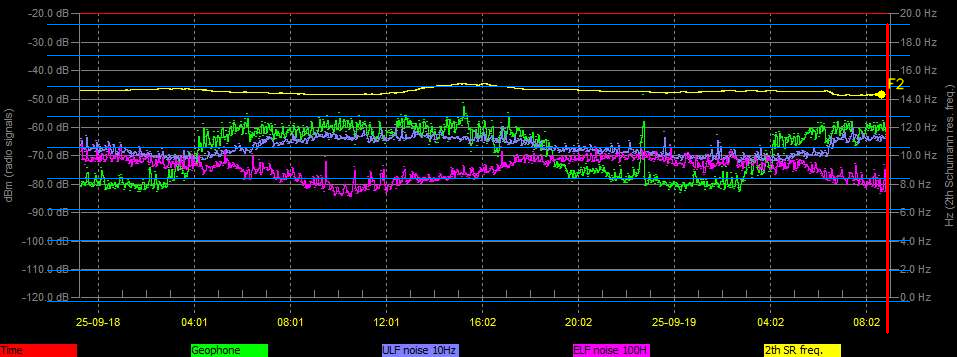 -20.0 dB 20.0 Hz
-30.0 dB 18.0 Hz
-40.0 dB 16.0 Hz
F2
-50.0 dB 14.0 Hz
-60.0 dB 12.0 Hz
-70.0 dB 10.0 Hz
-80.0 dB 8.0 Hz
-90.0 dB 6.0 Hz
-100.0 dB 4.0 Hz
-110.0 dB 2.0 Hz
-120.0 dB 0.0 Hz
dBm (radio signals)
Hz (2th Schumann res. freq.)
25-09-18 04:01 08:01 12:01 16:02 20:02 25-09-19 04:02 08:02
Time Geophone ULF noise 10Hz ELF noise 100H 2th SR freq.